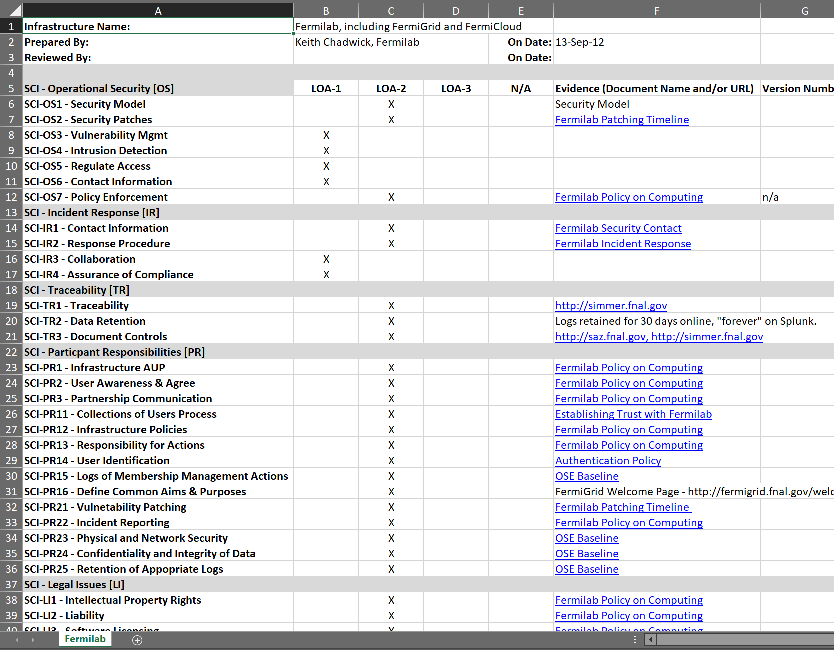 A B C D E F G
1 Infrastructure Name: Fermilab, including FermiGrid and FermiCloud
2 Prepared By: Keith Chadwick, Fermilab On Date: 13-Sep-12
3 Reviewed By: On Date:
4
5 SCI - Operational Security [OS] LOA-1 LOA-2 LOA-3 N/A Evidence (Document Name and/or URL) Version Numb
6 SCI-OS1 - Security Model X Security Model
7 SCI-OS2 - Security Patches X Fermilab Patching Timeline
8 SCI-OS3 - Vulnerability Mgmt X
9 SCI-OS4 - Intrusion Detection X
10 SCI-OS5 - Regulate Access X
11 SCI-OS6 - Contact Information X
12 SCI-OS7 - Policy Enforcement X Fermilab Policy on Computing n/a
13 SCI - Incident Response [IR]
14 SCI-IR1 - Contact Information X Fermilab Security Contact
15 SCI-IR2 - Response Procedure X Fermilab Incident Response
16 SCI-IR3 - Collaboration X
17 SCI-IR4 - Assurance of Compliance X
18 SCI - Traceability [TR]
19 SCI-TR1 - Traceability X http://simmer.fnal.gov
20 SCI-TR2 - Data Retention X Logs retained for 30 days online, "forever" on Splunk.
21 SCI-TR3 - Document Controls X http://saz.fnal.gov, http://simmer.fnal.gov
22 SCI - Particpant Responsibilities [PR]
23 SCI-PR1 - Infrastructure AUP X Fermilab Policy on Computing
24 SCI-PR2 - User Awareness & Agree X Fermilab Policy on Computing
25 SCI-PR3 - Partnership Communication X Fermilab Policy on Computing
26 SCI-PR11 - Collections of Users Process X Establishing Trust with Fermilab
27 SCI-PR12 - Infrastructure Policies X Fermilab Policy on Computing
28 SCI-PR13 - Responsibility for Actions X Fermilab Policy on Computing
29 SCI-PR14 - User Identification X Authentication Policy
30 SCI-PR15 - Logs of Membership Management Actions X OSE Baseline
31 SCI-PR16 - Define Common Aims & Purposes X FermiGrid Welcome Page - http://fermigrid.fnal.gov/welc
32 SCI-PR21 - Vulnetability Patching X Fermilab Patching Timeline
33 SCI-PR22 - Incident Reporting X Fermilab Policy on Computing
34 SCI-PR23 - Physical and Network Security X OSE Baseline
35 SCI-PR24 - Confidentiality and Integrity of Data X OSE Baseline
36 SCI-PR25 - Retention of Appopriate Logs X OSE Baseline
37 SCI - Legal Issues [LI]
38 SCI-LI1 - Intellectual Property Rights X Fermilab Policy on Computing
39 SCI-LI2 - Liability X Fermilab Policy on Computing
40 SCI-LI3 - Software Licensing X Fermilab Policy on Computing
Fermilab